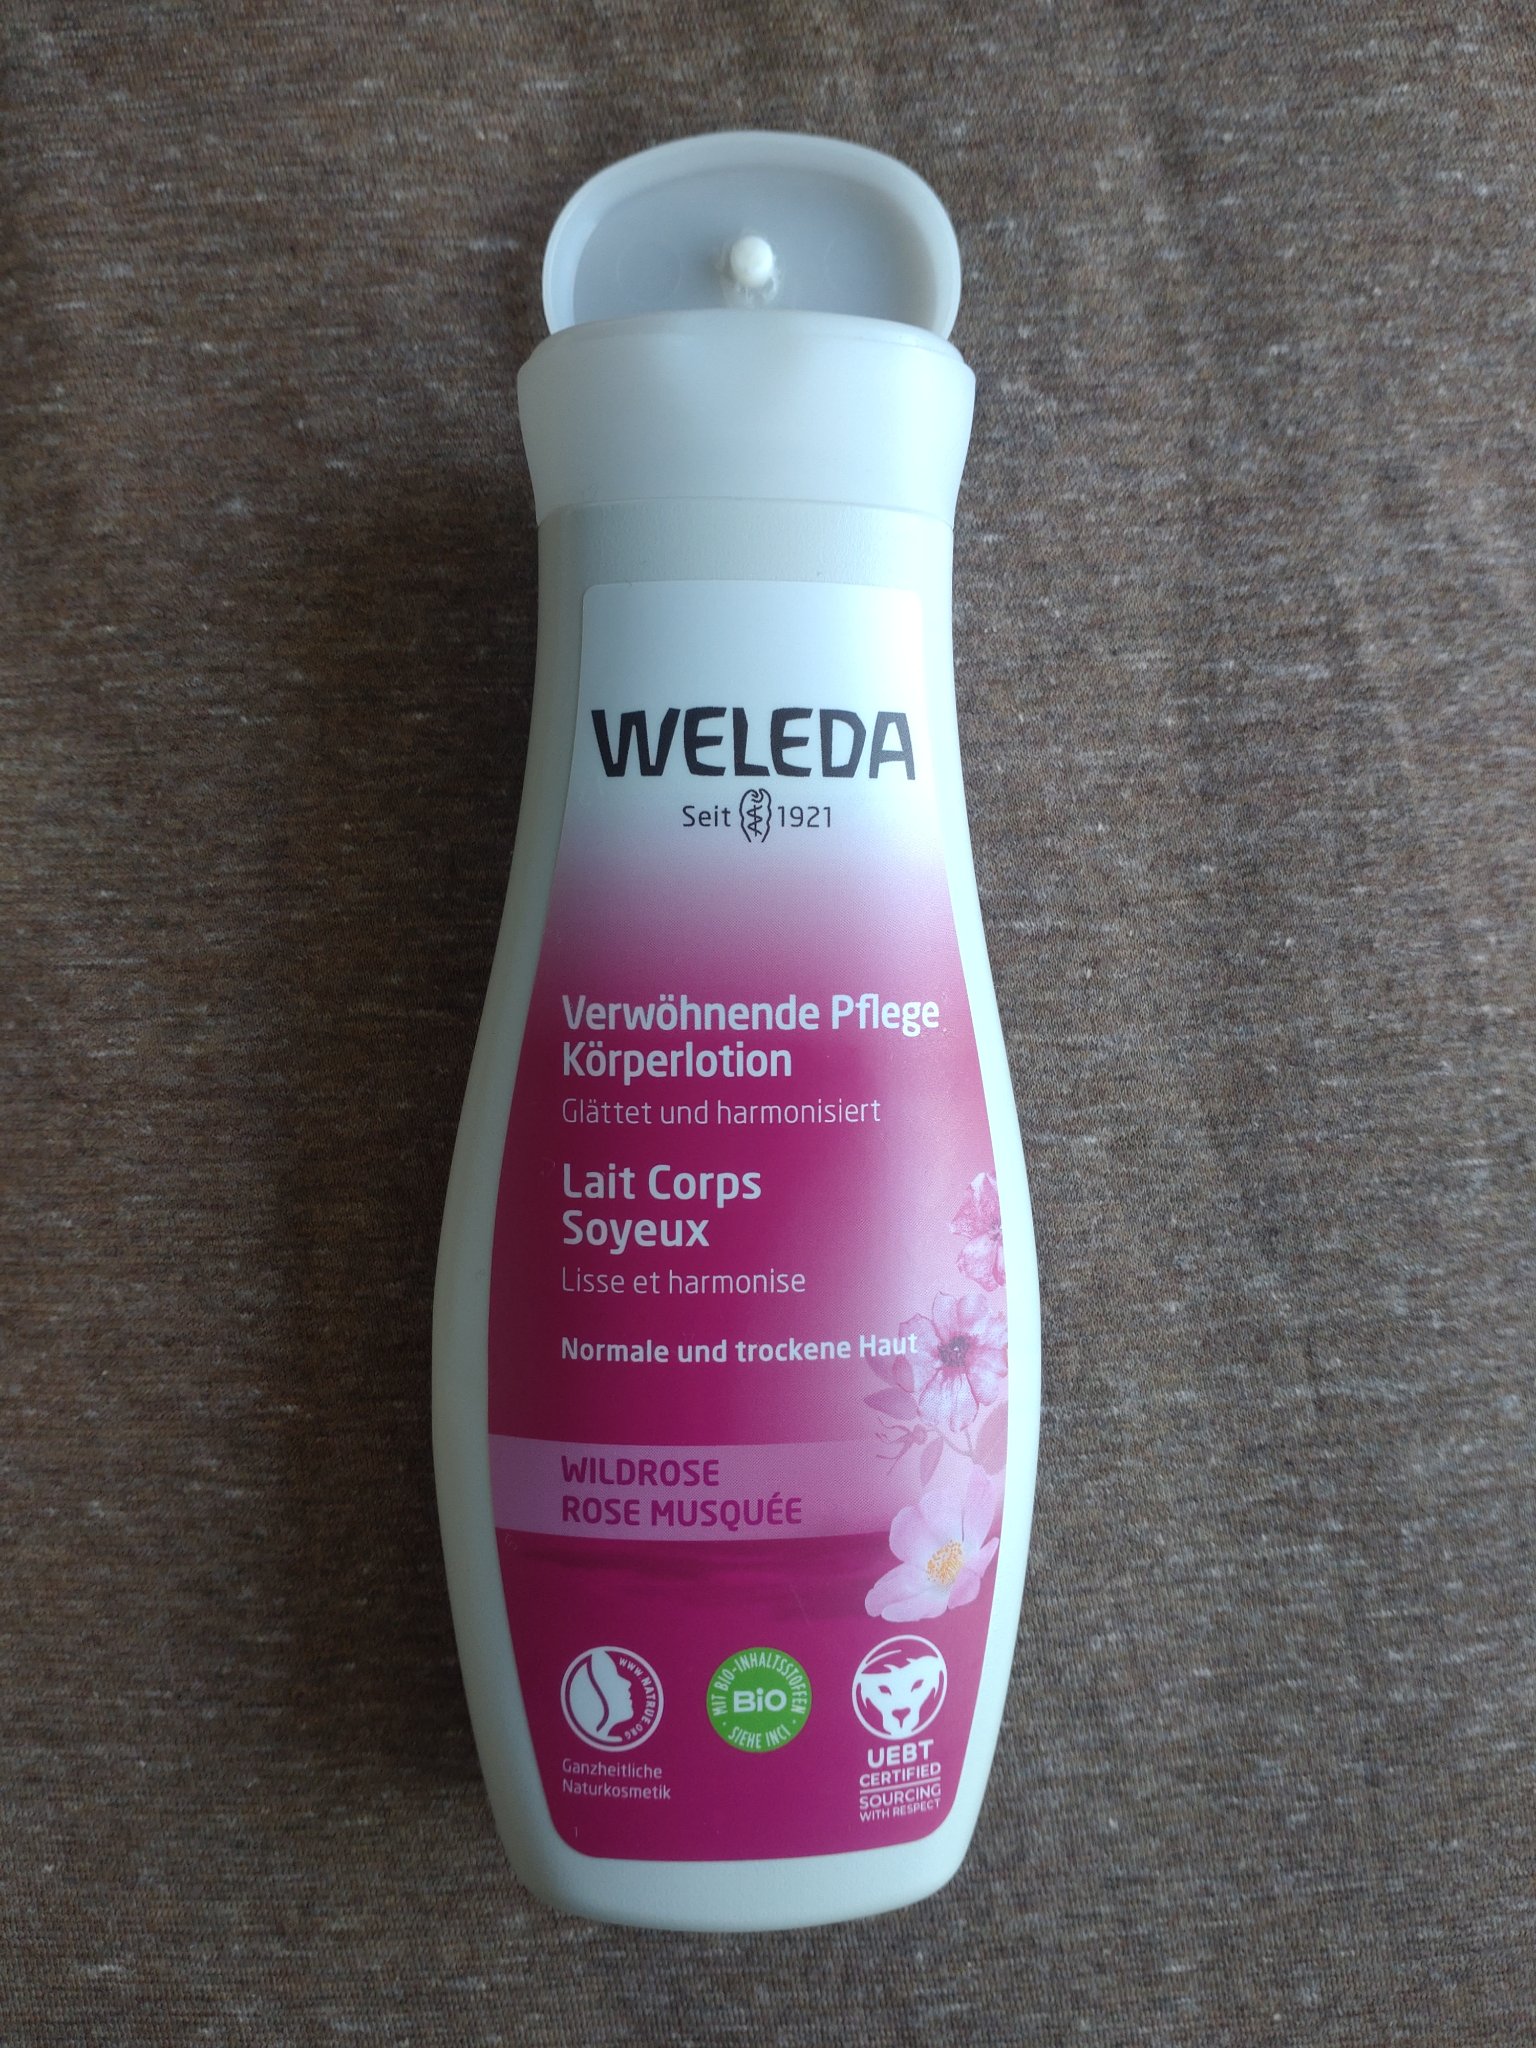 WELEDA
Seit 1921
Verwöhnende Pflege
Körperlotion
Glättet und harmonisiert
Lait Corps
Soyeux
Lisse et harmonise
Normale und trockene Haut
WILDROSE
ROSE MUSQUÉE
WWW.NATRUE.ORG
Ganzheitliche
Naturkosmetik
MIT BIO-INHALTSSTOFFEN
BiO
SIEHE INCI
UEBT
CERTIFIED
SOURCING
WITH RESPECT
1